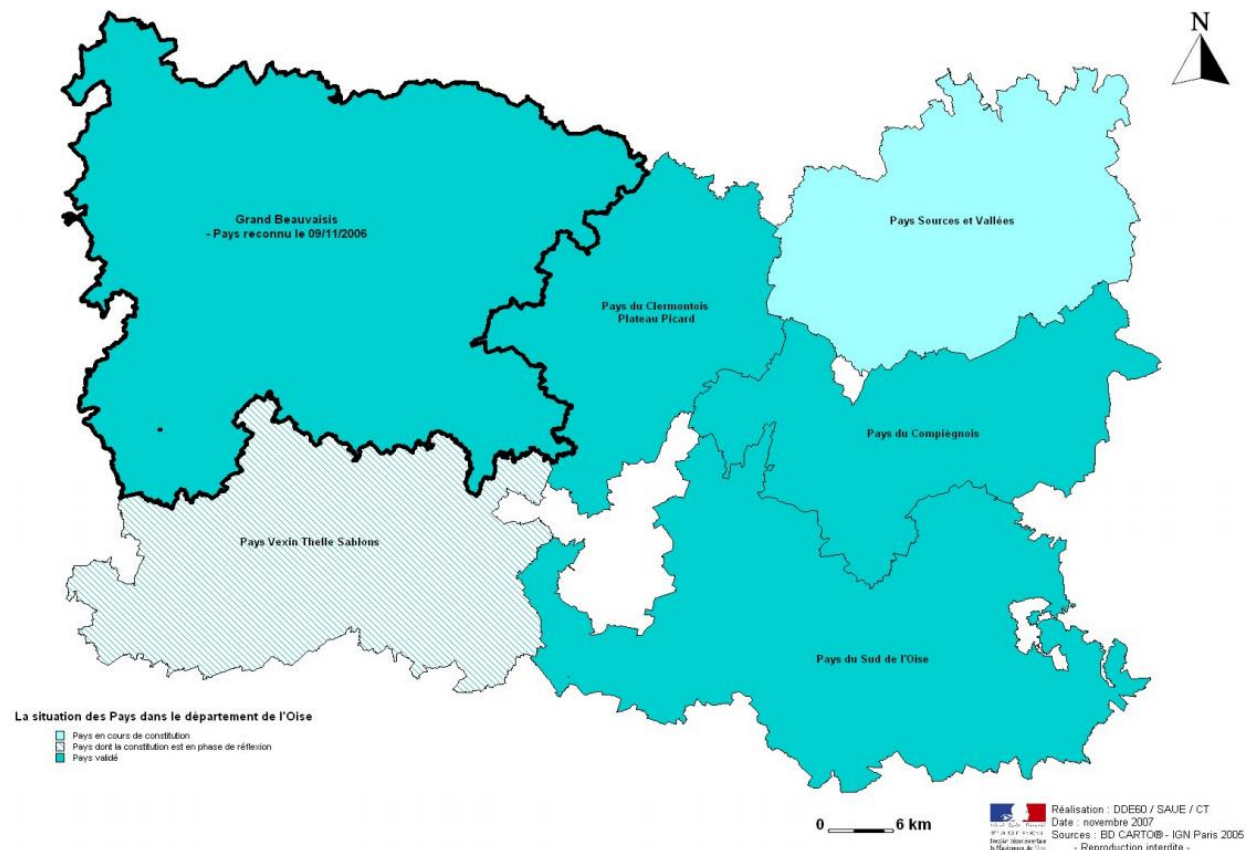 N
Grand Beauvaisis
- Pays reconnu le 09/11/2006
Pays Sources et Vallées
Pays du Clermontois
Plateau Picard
Pays du Compiègnois
Pays Vexin Thelle Sablons
Pays du Sud de l'Oise
La situation des Pays dans le département de l'Oise
Pays en cours de constitution
Pays dont la constitution est en phase de réflexion
Pays validé
0 6 km
Réalisation : DDE60 / SAUE / CT
Date : novembre 2007
Sources : BD CARTO® - IGN Paris 2005
- Reproduction interdite -